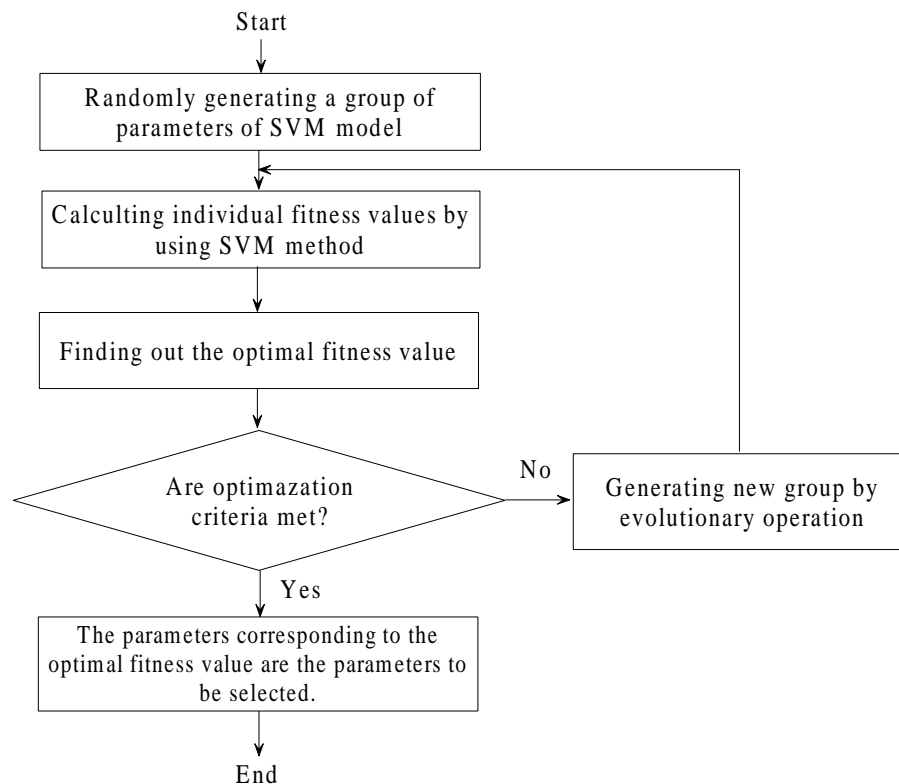 Start
Randomly generating a group of
parameters of SVM model
Calculting individual fitness values by
using SVM method
Finding out the optimal fitness value
Are optimazation
criteria met?
No
Generating new group by
evolutionary operation
Yes
The parameters corresponding to the
optimal fitness value are the parameters to
be selected.
End